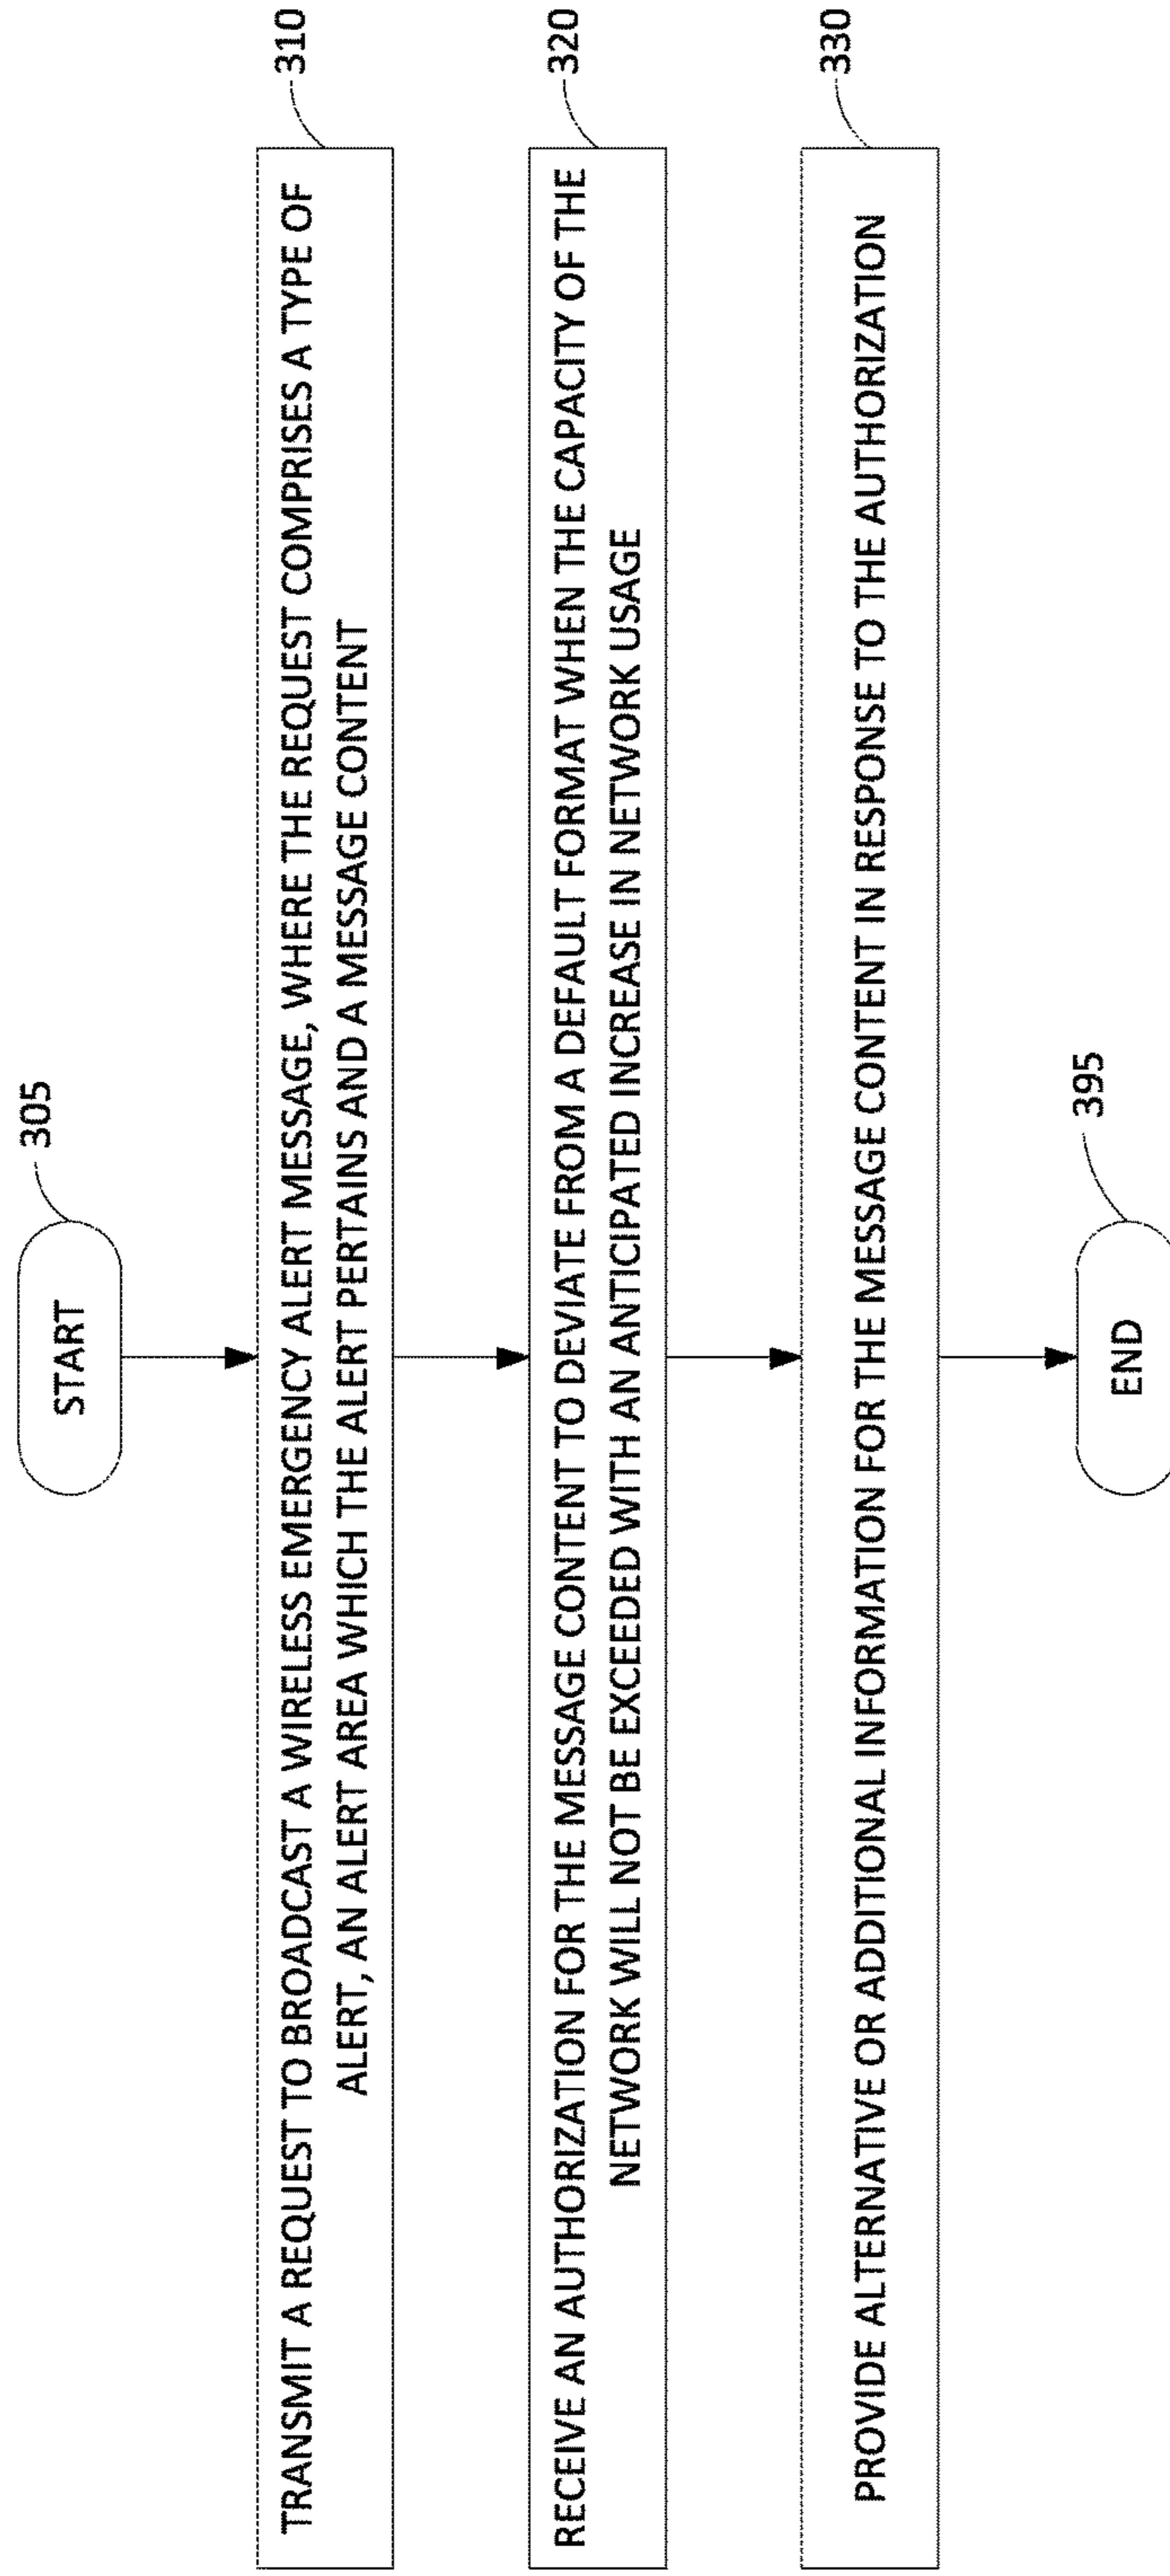 START
305
TRANSMIT A REQUEST TO BROADCAST A WIRELESS EMERGENCY ALERT MESSAGE, WHERE THE REQUEST COMPRISES A TYPE OF
ALERT, AN ALERT AREA WHICH THE ALERT PERTAINS AND A MESSAGE CONTENT
310
RECEIVE AN AUTHORIZATION FOR THE MESSAGE CONTENT TO DEVIATE FROM A DEFAULT FORMAT WHEN THE CAPACITY OF THE
NETWORK WILL NOT BE EXCEEDED WITH AN ANTICIPATED INCREASE IN NETWORK USAGE
320
PROVIDE ALTERNATIVE OR ADDITIONAL INFORMATION FOR THE MESSAGE CONTENT IN RESPONSE TO THE AUTHORIZATION
330
END
395